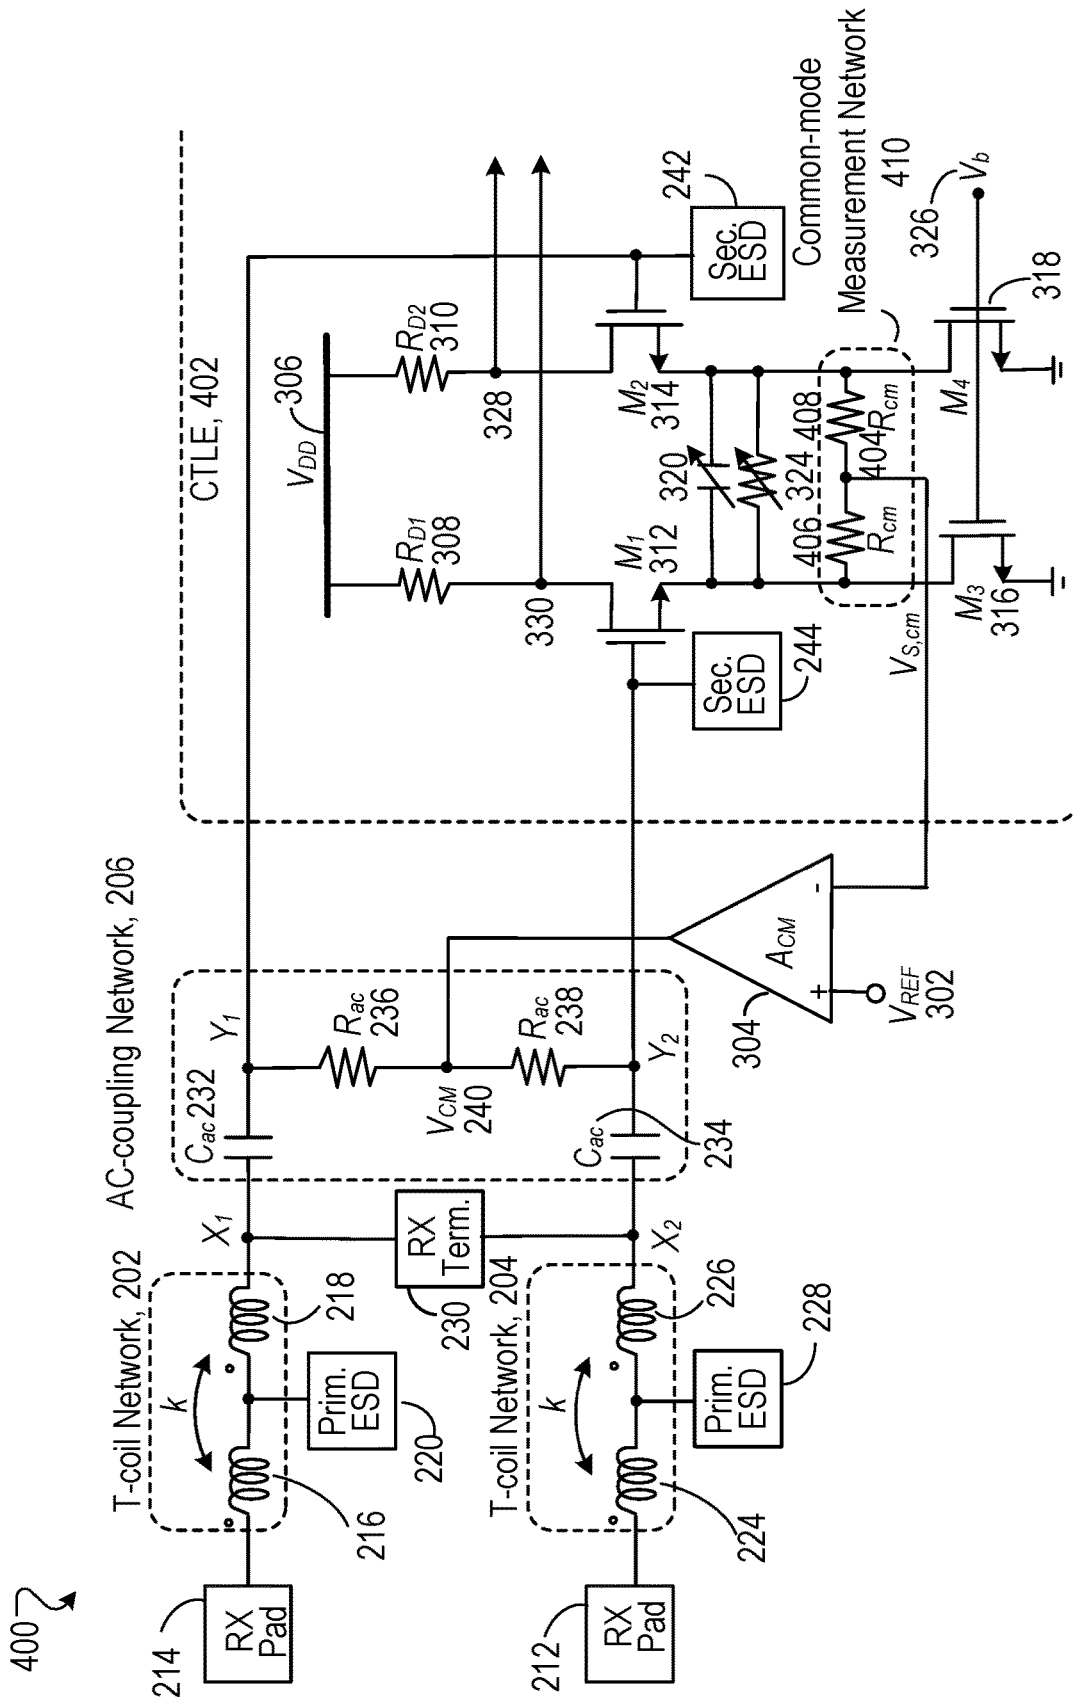 400
RX
Pad
214
T-coil Network, 202
k
216
218
Prim.
ESD
220
RX
Pad
212
T-coil Network, 204
k
224
226
Prim.
ESD
228
X1
RX
Term.
230
X2
AC-coupling Network, 206
Cac 232
Y1
Rac
236
VCM
240
Rac
238
Cac
234
Y2
ACM
+
-
304
VREF
302
CTLE, 402
VDD
306
RD1
308
RD2
310
328
330
M1
312
M2
314
Sec.
ESD
242
Sec.
ESD
244
320
324
Common-mode
Measurement Network
410
406
Rcm
404
408
Rcm
VS,cm
M3
316
M4
318
326
Vb